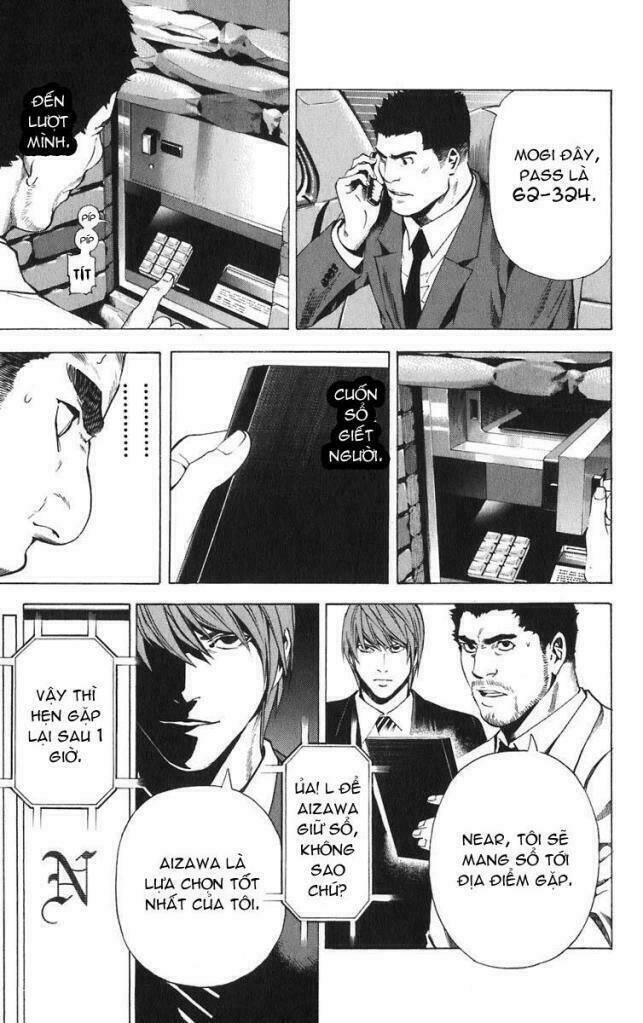 MOGI ĐÂY,
PASS LÀ
62-324.
ĐẾN
LƯỢT
MÌNH.
PÍP
PÍP
TÍT
CUỐN
SỔ
GIẾT
NGƯỜI.
NEAR, TÔI SẼ
MANG SỔ TỚI
ĐỊA ĐIỂM GẶP.
ỦA! L ĐỂ
AIZAWA
GIỮ SỔ,
KHÔNG
SAO
CHỨ?
AIZAWA LÀ
LỰA CHỌN TỐT
NHẤT CỦA TÔI.
VẬY THÌ
HẸN GẶP
LẠI SAU 1
GIỜ.
N